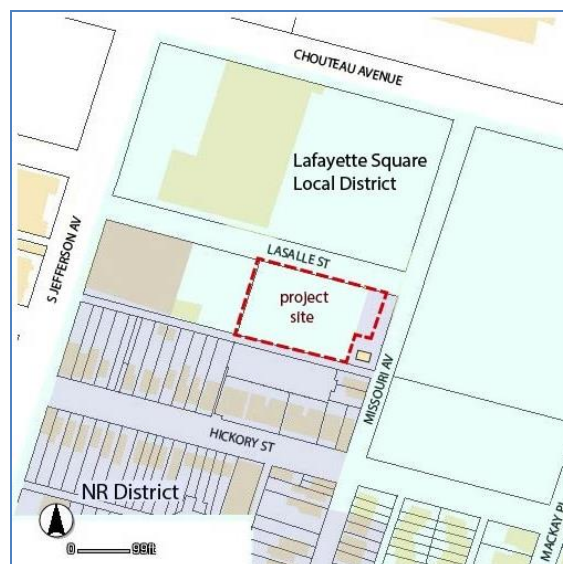 CHOUTEAU AVENUE
Lafayette Square
Local District
S JEFFERSON AV
LASALLE ST
project
site
MISSOURI AV
HICKORY ST
NR District
MACKAY PL
0 99ft